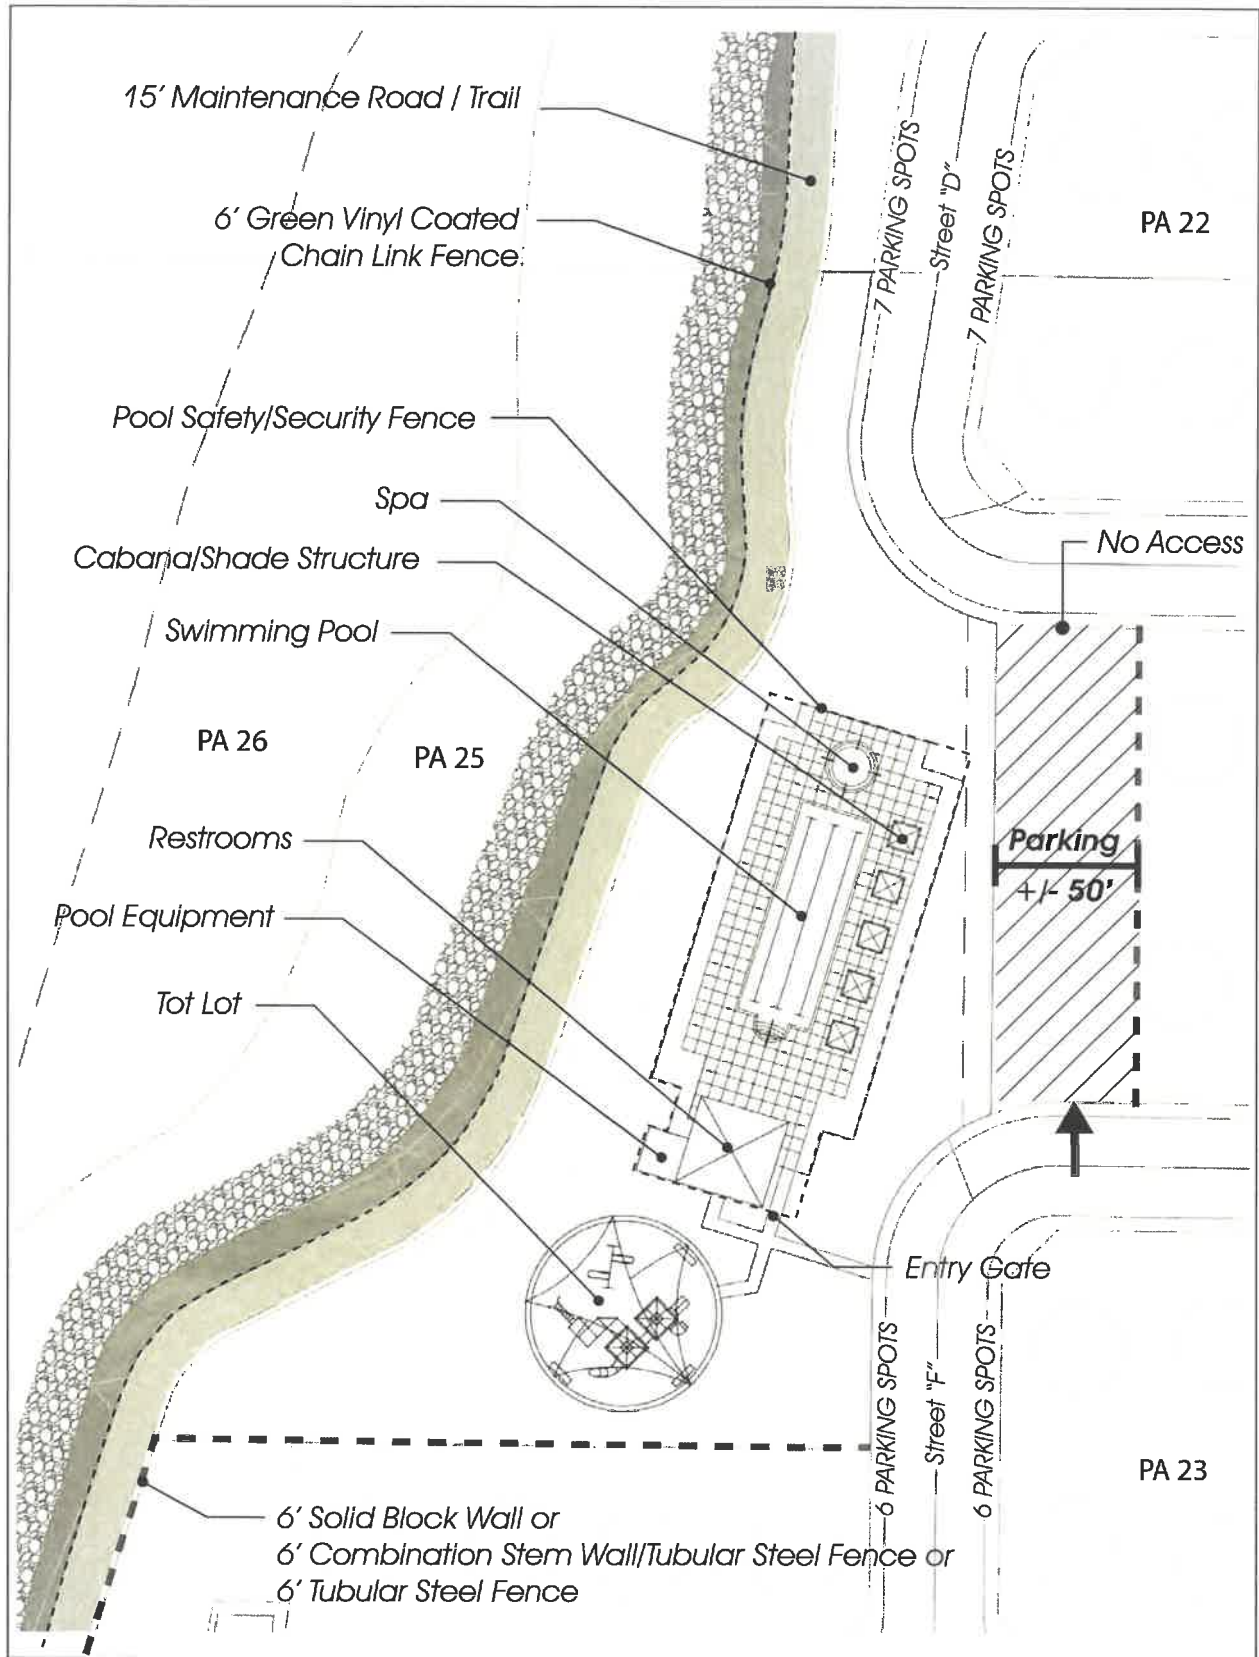 15' Maintenance Road / Trail
6' Green Vinyl Coated
Chain Link Fence
7 PARKING SPOTS
Street "D"
7 PARKING SPOTS
PA 22
Pool Safety/Security Fence
Spa
No Access
Cabana/Shade Structure
Swimming Pool
PA 26
PA 25
Restrooms
Parking
+/- 50'
Pool Equipment
Tot Lot
Entry Gate
6 PARKING SPOTS
Street "F"
6 PARKING SPOTS
PA 23
6' Solid Block Wall or
6' Combination Stem Wall/Tubular Steel Fence or
6' Tubular Steel Fence